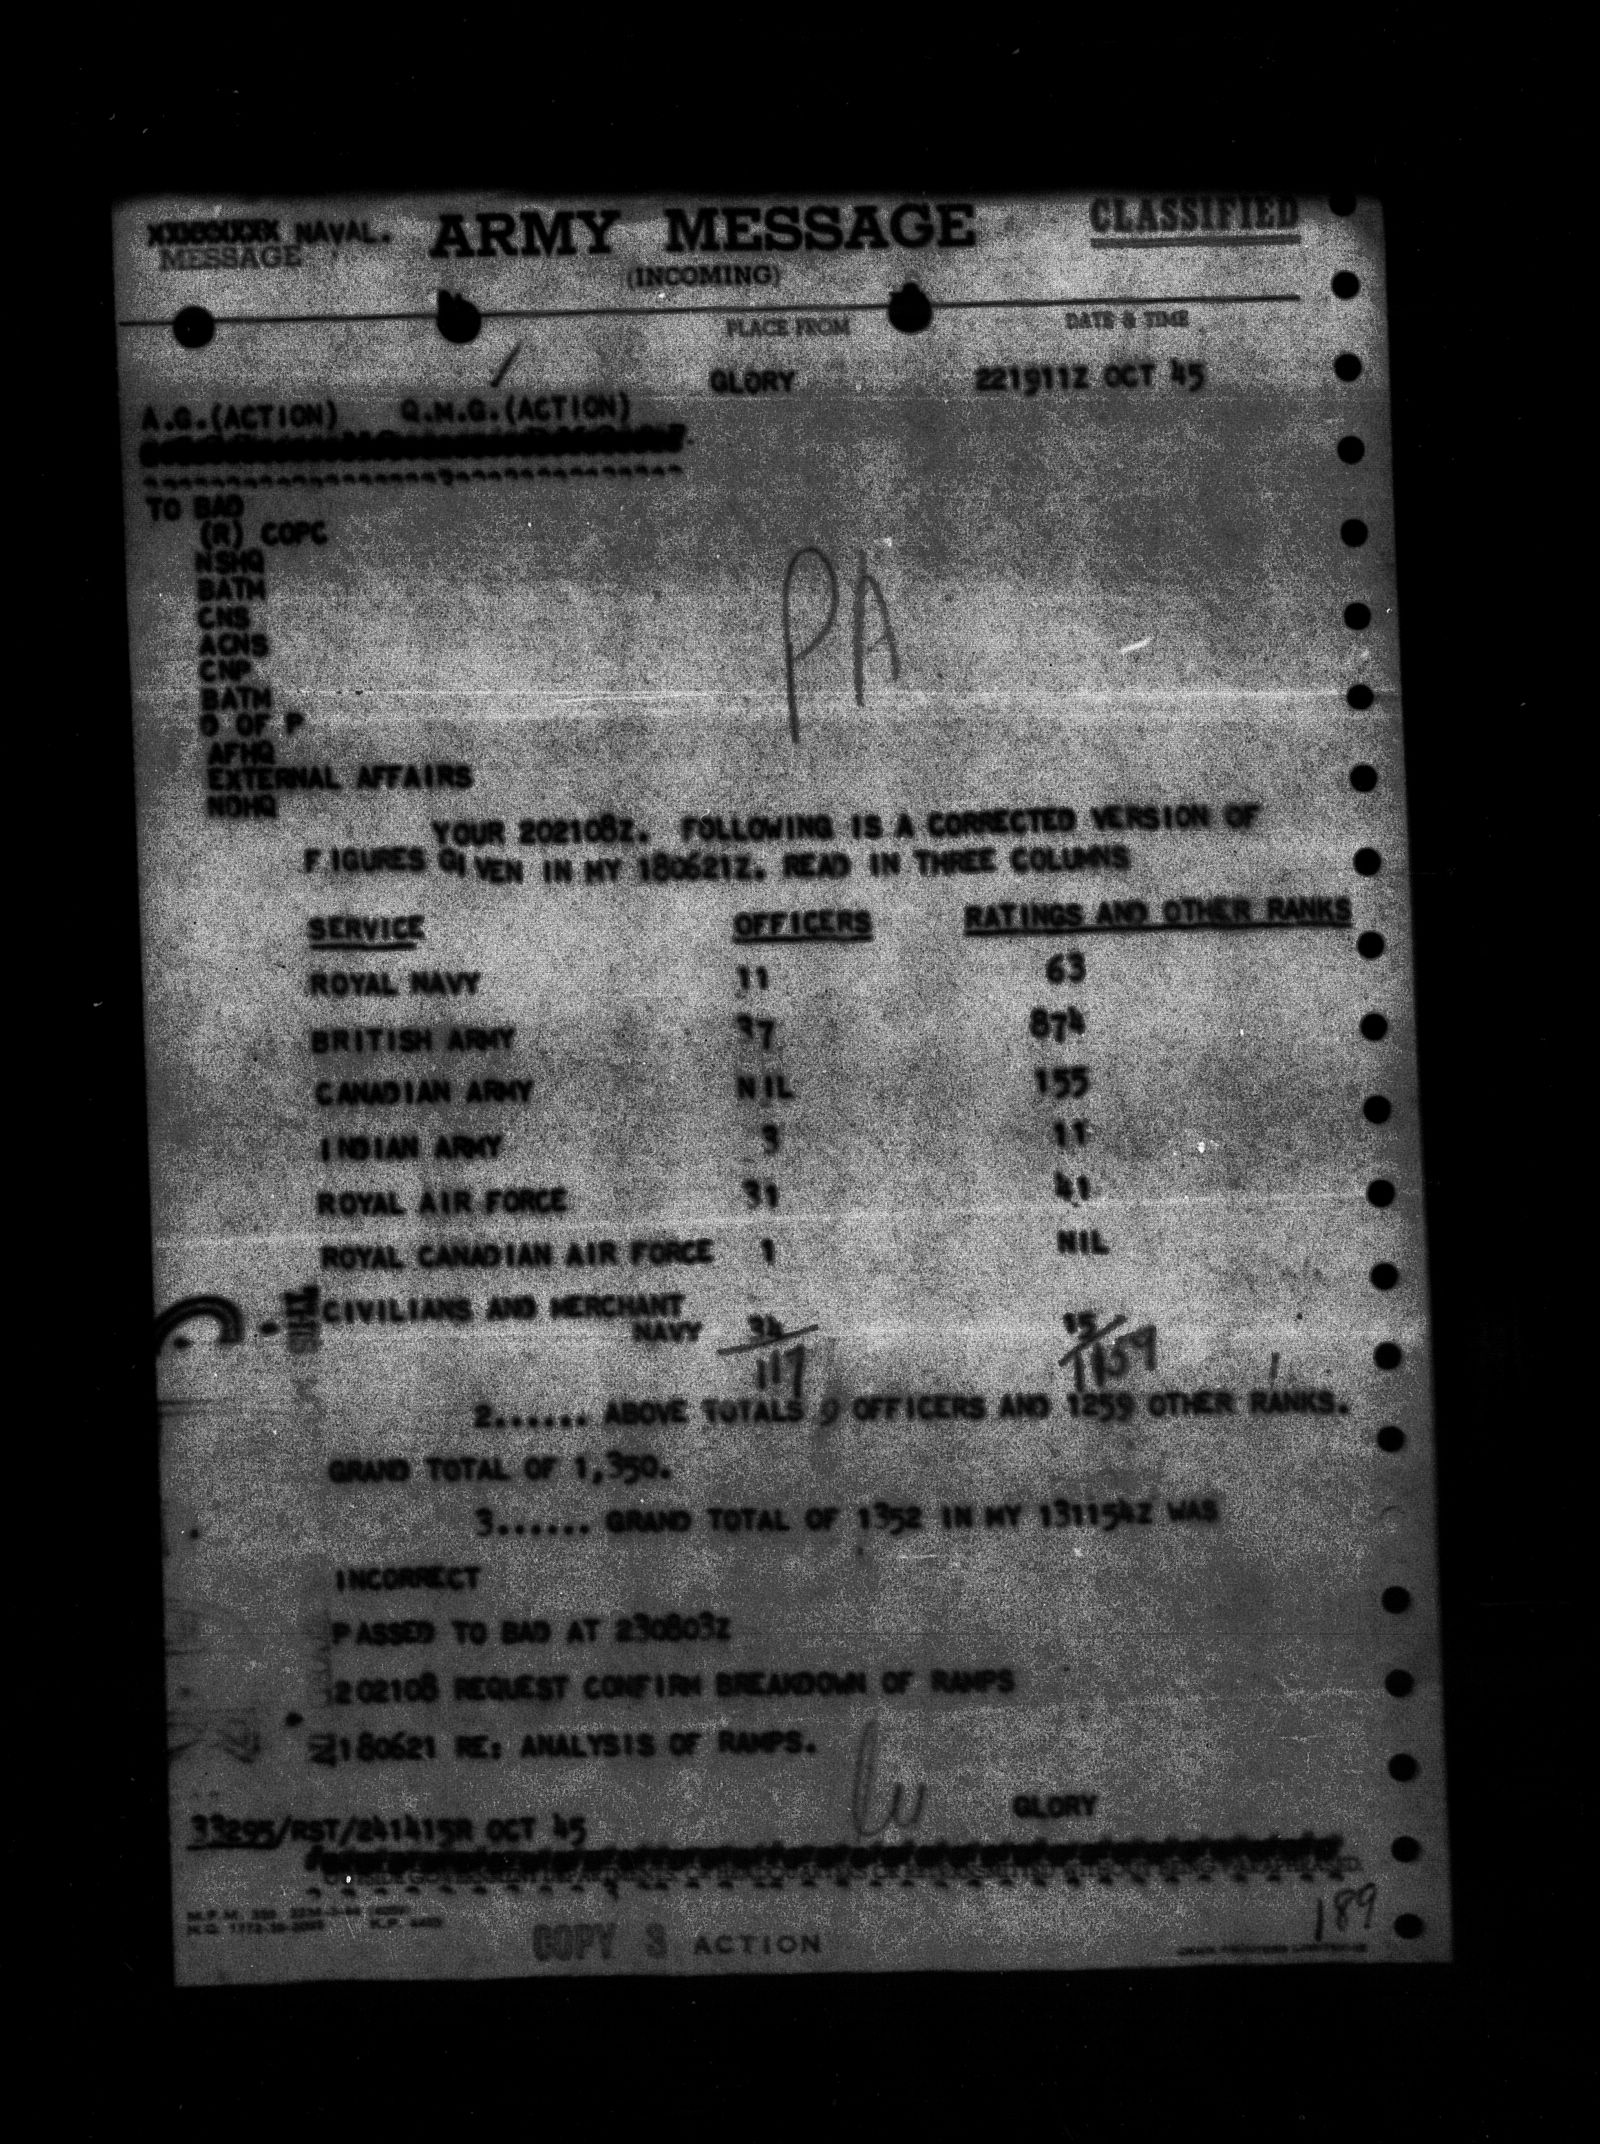 NAVAL. ARMY MESSAGE CLASSIFIED
MESSAGE
(INCOMING)
PLACE FROM DATE & TIME
GLORY 221911Z OCT 45
A.G.(ACTION) Q.M.G.(ACTION)
TO BAD
(R) COPC
NSHQ
BATM
CNS
ACNS
CNP
BATM
D OF P
AFHQ
EXTERNAL AFFAIRS
NDHQ
PA
YOUR 202108Z. FOLLOWING IS A CORRECTED VERSION OF
FIGURES GIVEN IN MY 180621Z. READ IN THREE COLUMNS
SERVICE OFFICERS RATINGS AND OTHER RANKS
ROYAL NAVY 11 63
BRITISH ARMY 37 874
CANADIAN ARMY NIL 155
INDIAN ARMY 3 11
ROYAL AIR FORCE 31 41
ROYAL CANADIAN AIR FORCE 1 NIL
CIVILIANS AND MERCHANT
NAVY 34 15
117 1159
2...... ABOVE TOTALS 9 OFFICERS AND 1259 OTHER RANKS.
GRAND TOTAL OF 1,350.
3...... GRAND TOTAL OF 1352 IN MY 131154Z WAS
INCORRECT
PASSED TO BAD AT 230803Z
202108 REQUEST CONFIRM BREAKDOWN OF RAMPS
180621 RE: ANALYSIS OF RAMPS.
GLORY
33295/RST/241415R OCT 45
COPY 3 ACTION
189